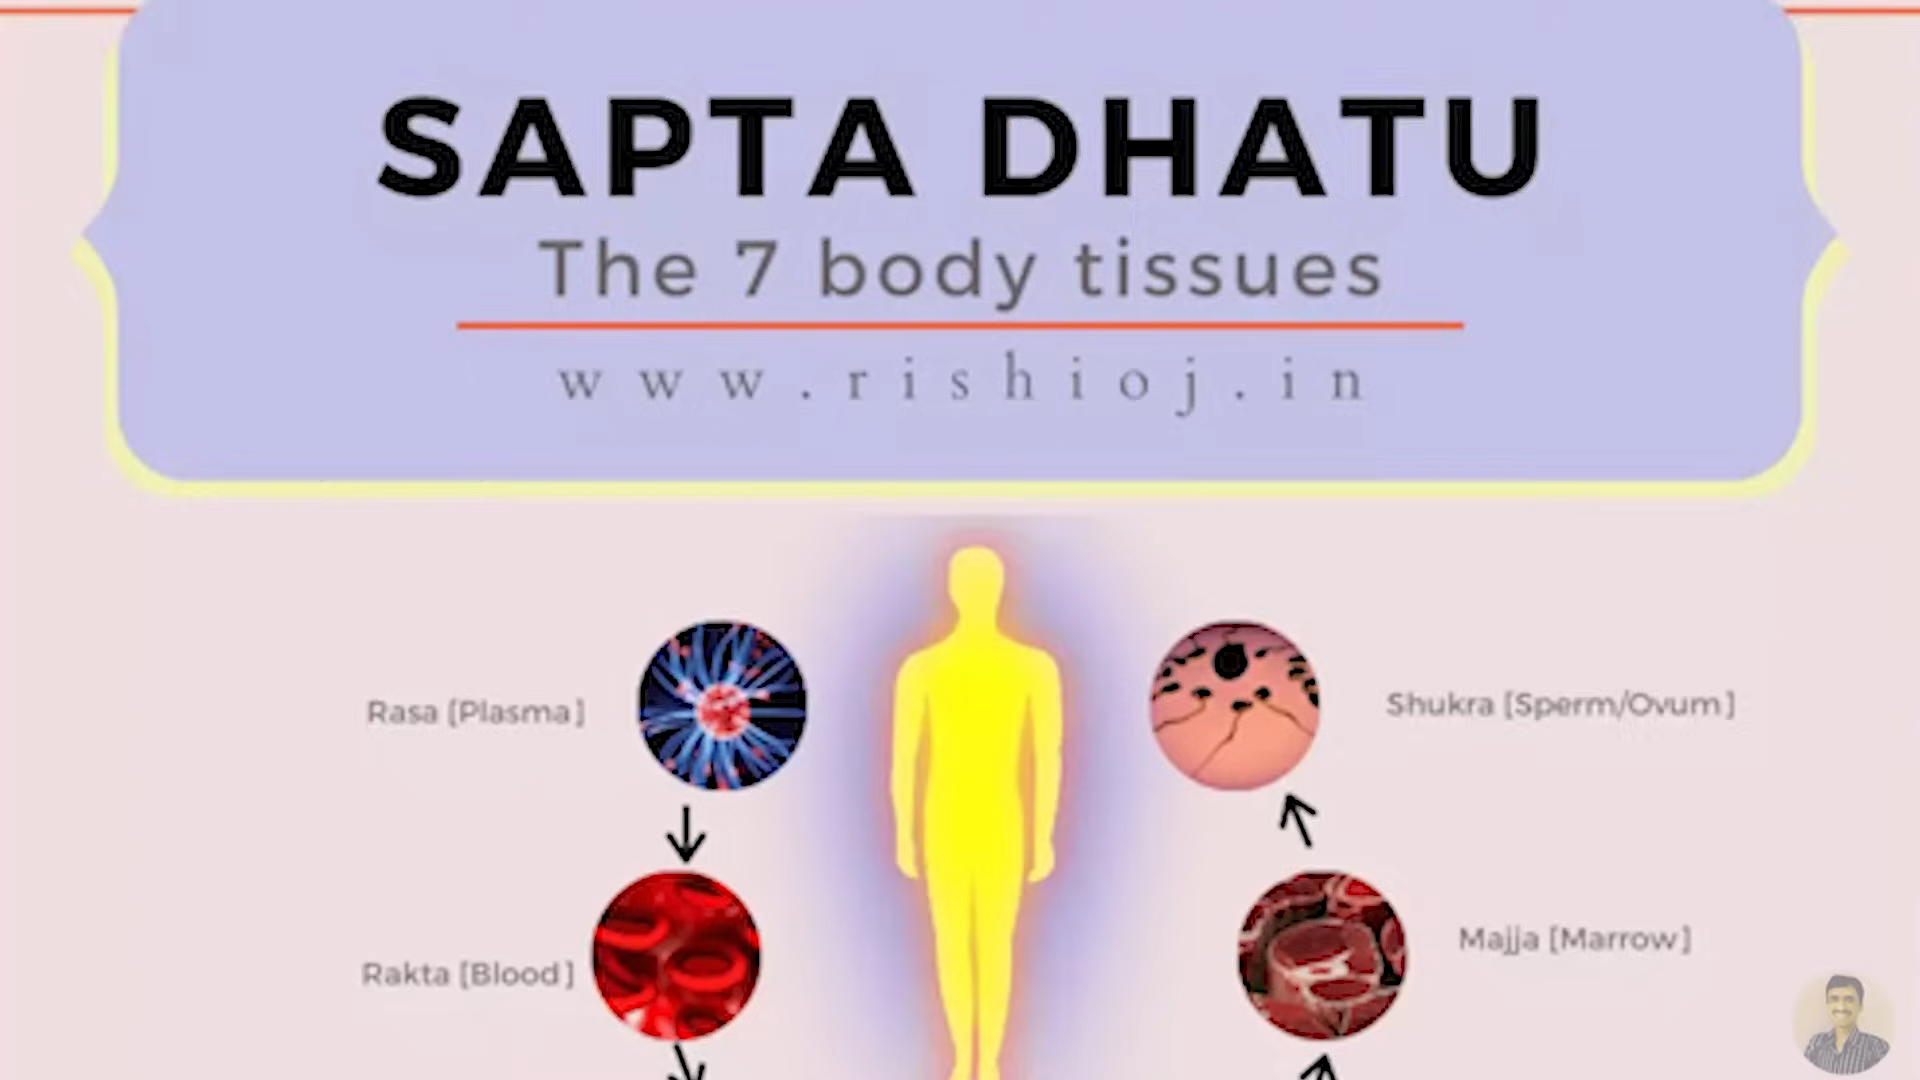 SAPTA DHATU
The 7 body tissues
www.rishioj.in
Rasa [Plasma]
Shukra [Sperm/Ovum]
Rakta [Blood]
Majja [Marrow]